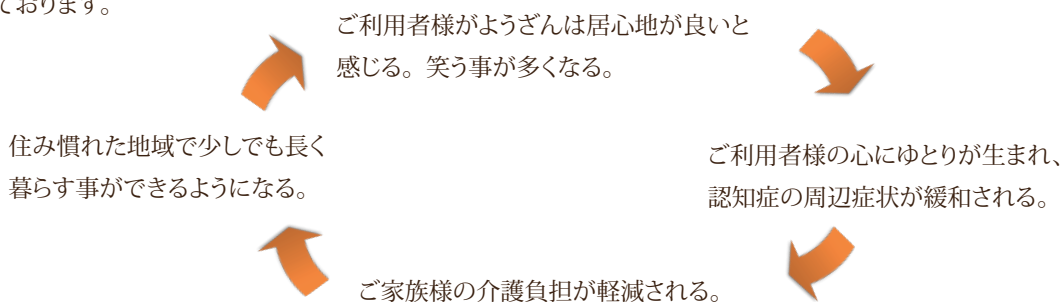 ております。
ご利用者様がようざんは居心地が良いと
感じる。笑う事が多くなる。
ご利用者様の心にゆとりが生まれ、
認知症の周辺症状が緩和される。
ご家族様の介護負担が軽減される。
住み慣れた地域で少しでも長く
暮らす事ができるようになる。